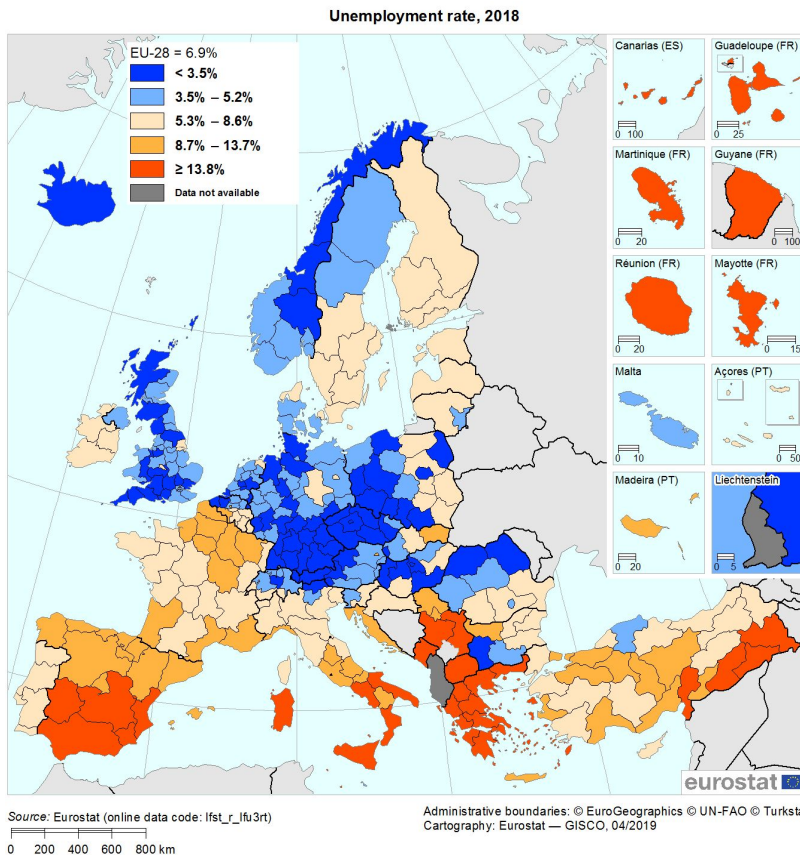 Unemployment rate, 2018
EU-28 = 6.9%
< 3.5%
3.5% – 5.2%
5.3% – 8.6%
8.7% – 13.7%
≥ 13.8%
Data not available
Canarias (ES)
0 100
Guadeloupe (FR)
0 25
Martinique (FR)
0 20
Guyane (FR)
0 100
Réunion (FR)
0 20
Mayotte (FR)
0 15
Malta
0 10
Açores (PT)
0 50
Madeira (PT)
0 20
Liechtenstein
0 5
eurostat
Source: Eurostat (online data code: lfst_r_lfu3rt)
0 200 400 600 800 km
Administrative boundaries: © EuroGeographics © UN-FAO © Turksta
Cartography: Eurostat — GISCO, 04/2019